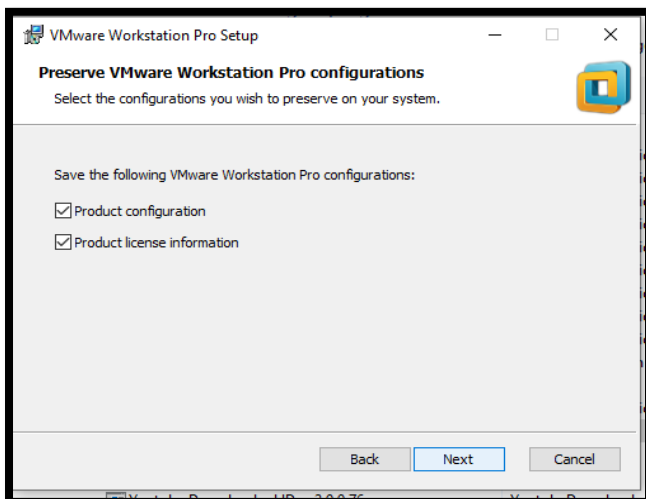 VMware Workstation Pro Setup
Preserve VMware Workstation Pro configurations
Select the configurations you wish to preserve on your system.
Save the following VMware Workstation Pro configurations:
Product configuration
Product license information
Back Next Cancel